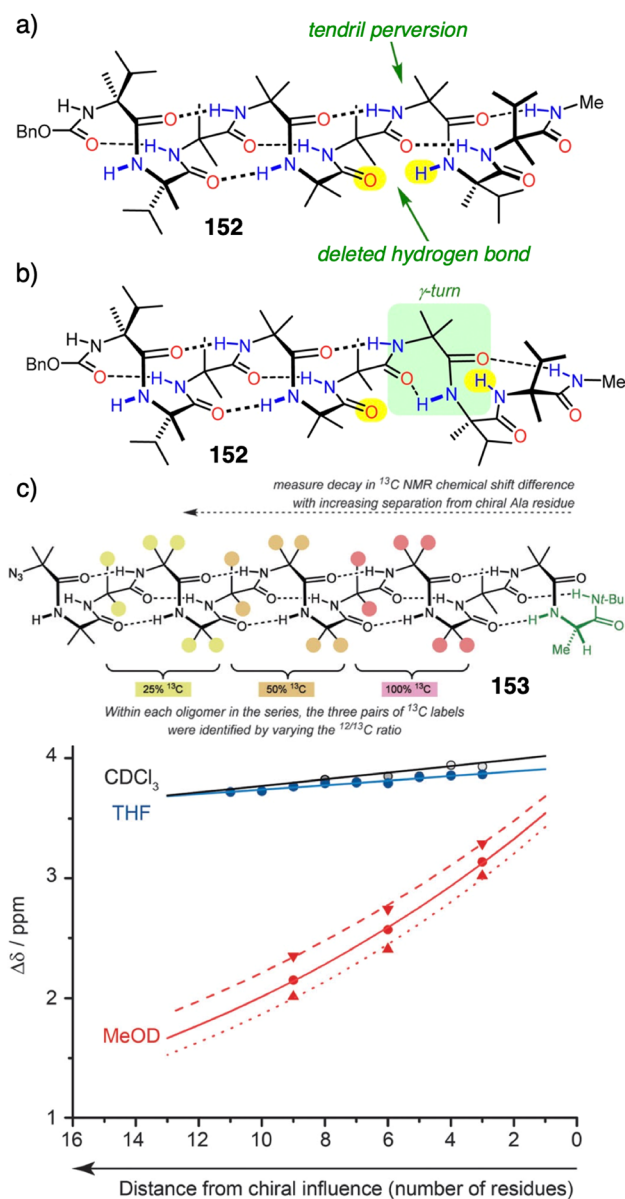 a)
tendril perversion
H
N
O
H
N
O
H
N
O
H
N
Me
BnO
O
H
N
O
H
N
O
H
N
O
H
N
O
H
N
O
H
N
O
152
deleted hydrogen bond
b)
γ-turn
H
N
O
H
N
O
H
N
O
H
N
Me
BnO
O
H
N
O
H
N
O
H
N
O
H
N
O
H
N
O
H
N
O
152
c)
measure decay in ¹³C NMR chemical shift difference
with increasing separation from chiral Ala residue
N₃
O
H
N
O
H
N
O
H
N
O
H
N
O
H
N
O
H
N
O
H
N
O
H
Nt-Bu
H
N
O
H
N
O
H
N
O
H
N
O
Me
H
25% ¹³C
50% ¹³C
100% ¹³C
153
Within each oligomer in the series, the three pairs of ¹³C labels
were identified by varying the ¹²/¹³C ratio
4
CDCl₃
THF
3
Δδ / ppm
2
MeOD
1
16 14 12 10 8 6 4 2 0
Distance from chiral influence (number of residues)